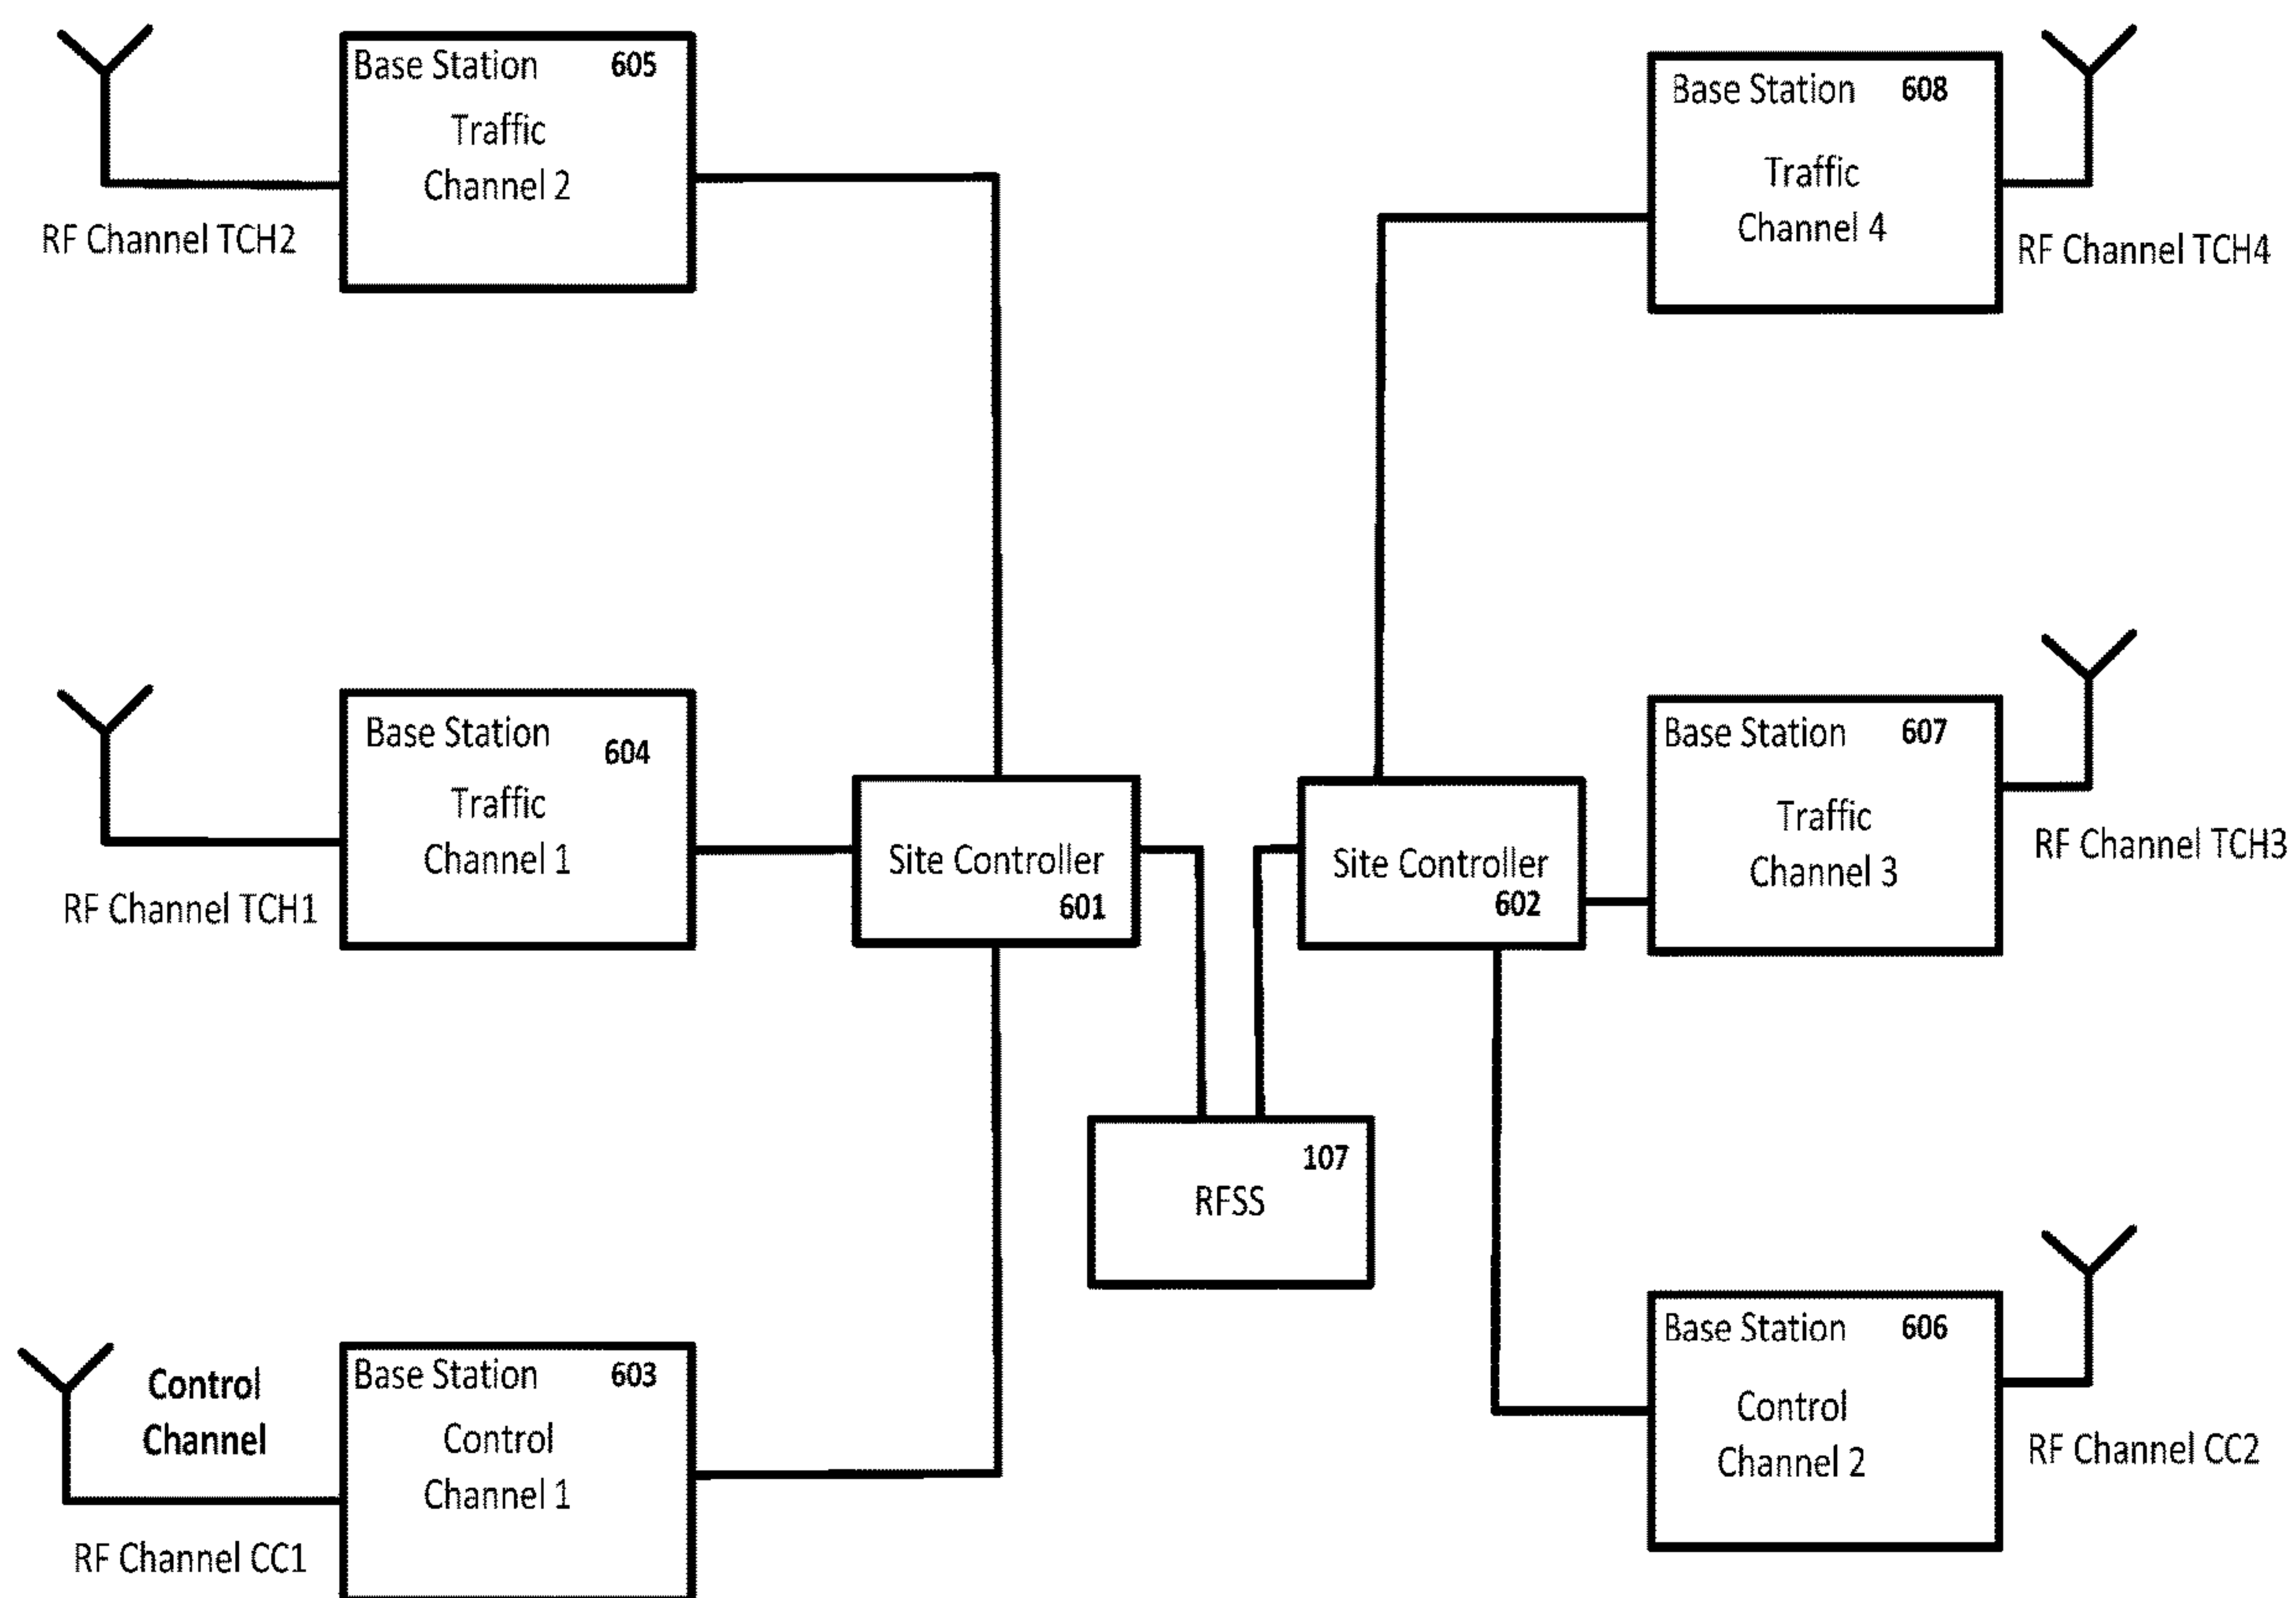 Base Station 605
Traffic
Channel 2
RF Channel TCH2
Base Station 608
Traffic
Channel 4
RF Channel TCH4
Base Station
604
Traffic
Channel 1
RF Channel TCH1
Site Controller
601
Site Controller
602
Base Station 607
Traffic
Channel 3
RF Channel TCH3
107
RFSS
Control
Channel
Base Station 603
Control
Channel 1
RF Channel CC1
Base Station 606
Control
Channel 2
RF Channel CC2